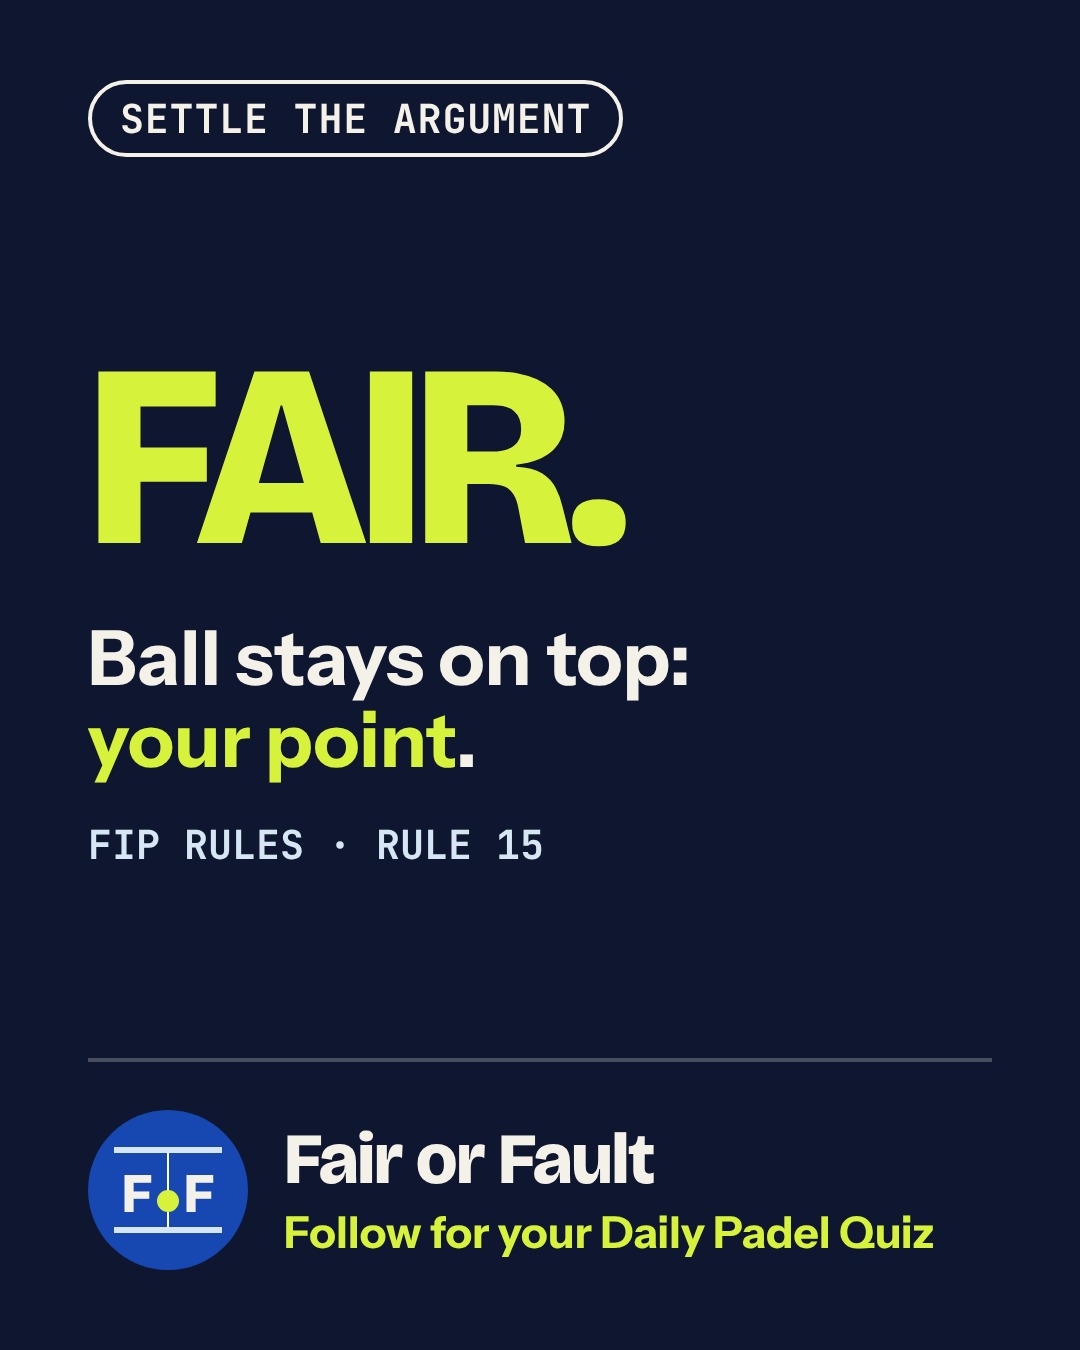 SETTLE THE ARGUMENT
FAIR.
Ball stays on top:
your point.
FIP RULES · RULE 15
F F
Fair or Fault
Follow for your Daily Padel Quiz